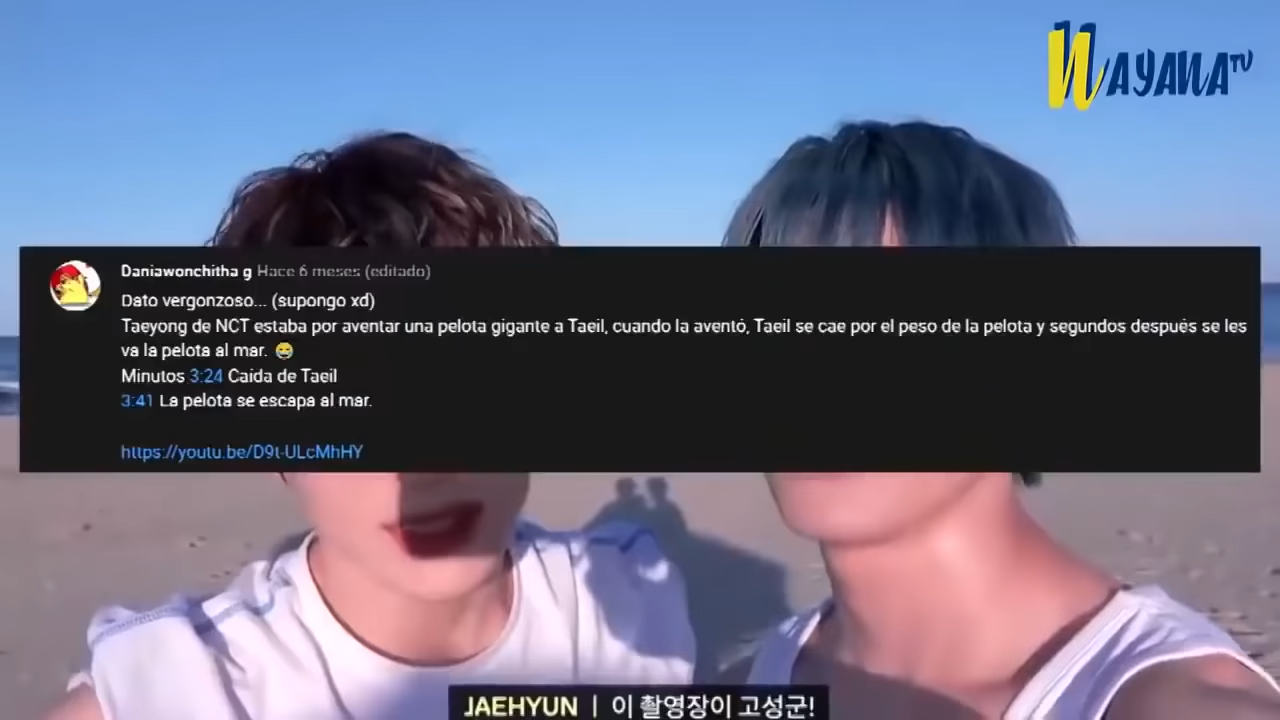 NAYANA TV
Daniawonchitha g Hace 6 meses (editado)
Dato vergonzoso... (supongo xd)
Taeyong de NCT estaba por aventar una pelota gigante a Taeil, cuando la aventó, Taeil se cae por el peso de la pelota y segundos después se les
va la pelota al mar. 😂
Minutos 3:24 Caida de Taeil
3:41 La pelota se escapa al mar.
https://youtu.be/D9t-ULcMhHY
JAEHYUN | 이 촬영장이 고성군!